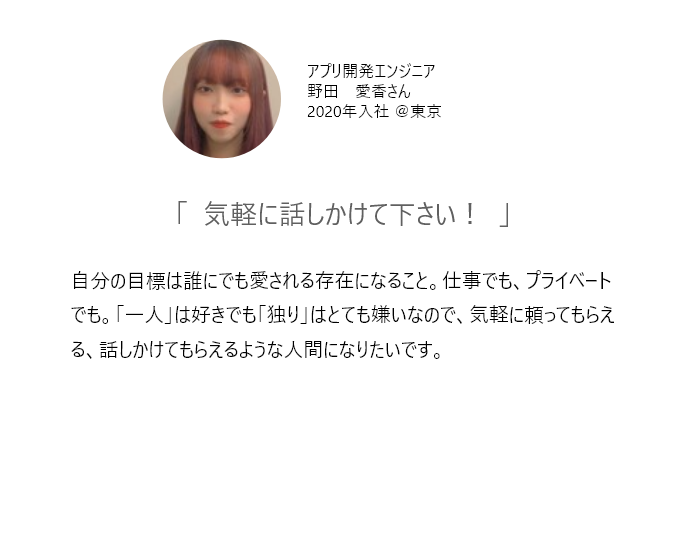 アプリ開発エンジニア
野田　愛香さん
2020年入社 ＠東京
「　気軽に話しかけて下さい！　」
自分の目標は誰にでも愛される存在になること。仕事でも、プライベート
でも。「一人」は好きでも「独り」はとても嫌いなので、気軽に頼ってもらえ
る、話しかけてもらえるような人間になりたいです。